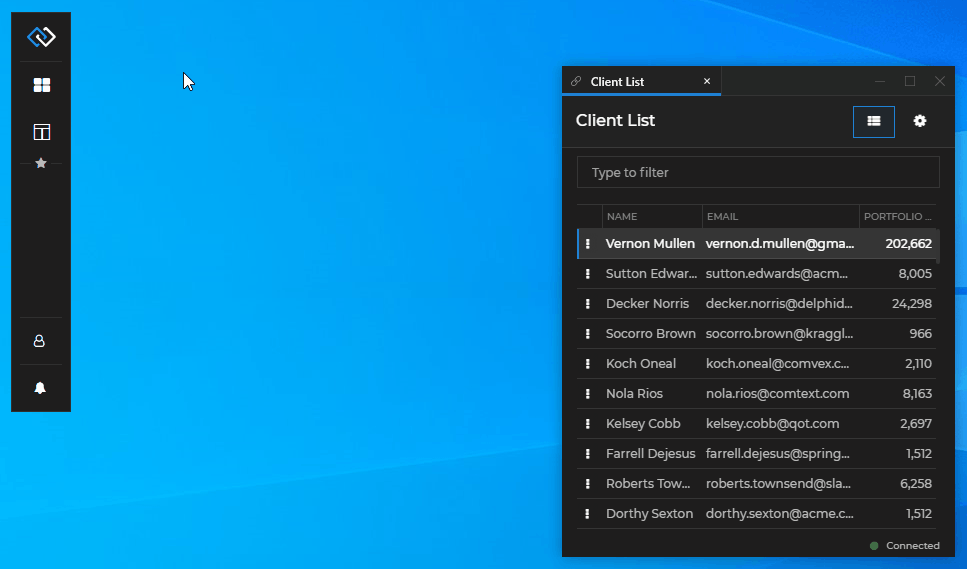 Client List
Client List
Type to filter
NAME EMAIL PORTFOLIO ...
Vernon Mullen vernon.d.mullen@gma... 202,662
Sutton Edwar... sutton.edwards@acm... 8,005
Decker Norris decker.norris@delphid... 24,298
Socorro Brown socorro.brown@kraggl... 966
Koch Oneal koch.oneal@comvex.c... 2,110
Nola Rios nola.rios@comtext.com 8,163
Kelsey Cobb kelsey.cobb@qot.com 2,697
Farrell Dejesus farrell.dejesus@spring... 1,512
Roberts Tow... roberts.townsend@sla... 6,258
Dorthy Sexton dorthy.sexton@acme.c... 1,512
Connected